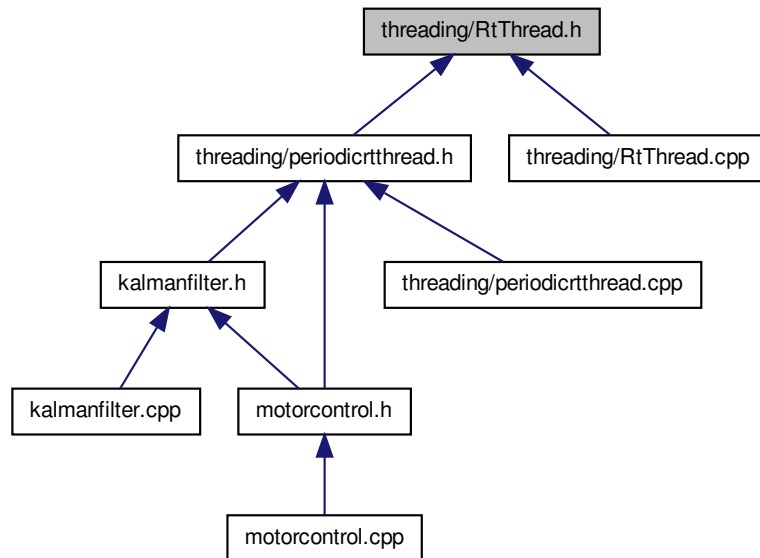 threading/RtThread.h
threading/periodicrtthread.h
threading/RtThread.cpp
kalmanfilter.h
threading/periodicrtthread.cpp
kalmanfilter.cpp
motorcontrol.h
motorcontrol.cpp